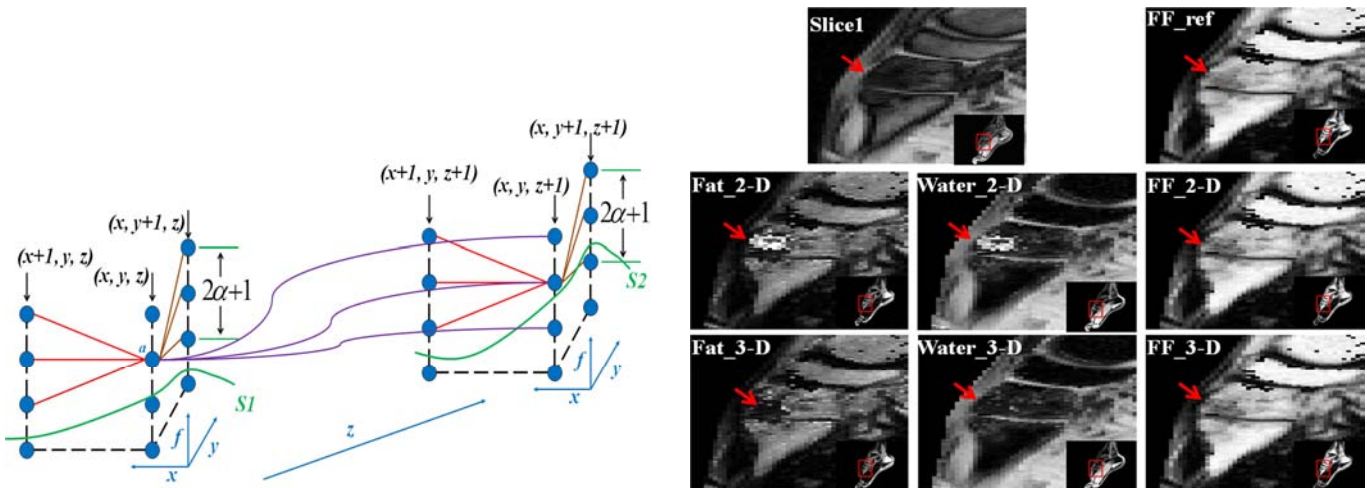 (x, y+1, z+1)
(x+1, y, z+1)
(x, y, z+1)
2α+1
(x, y+1, z)
(x+1, y, z)
(x, y, z)
2α+1
a
S2
S1
f
y
x
z
f
y
x
Slice1
FF_ref
Fat_2-D
Water_2-D
FF_2-D
Fat_3-D
Water_3-D
FF_3-D